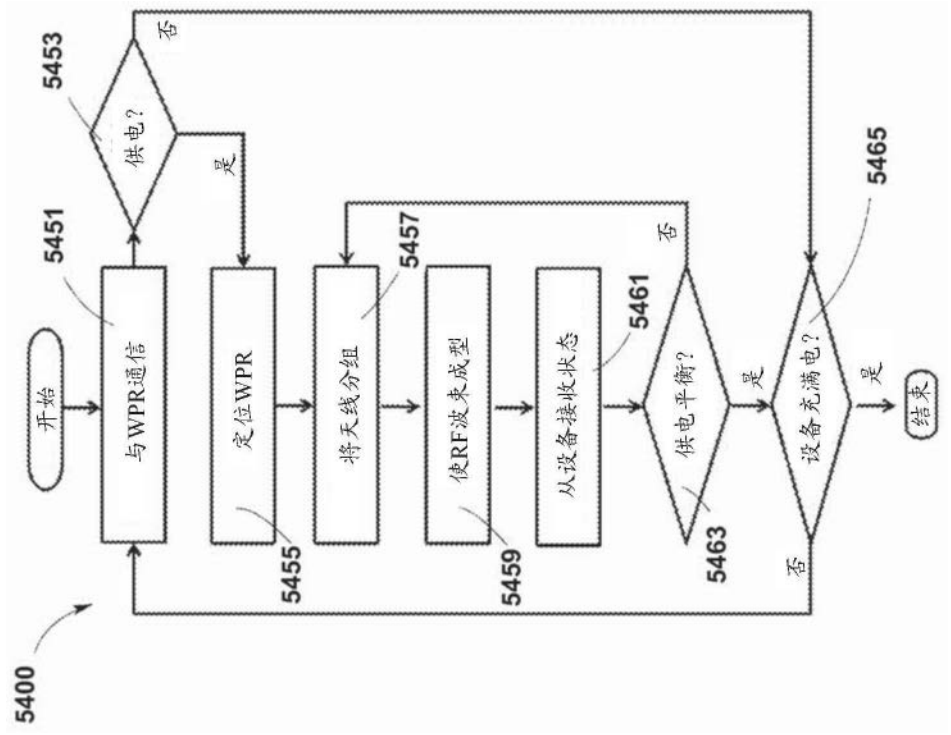 5400
开始
5451
与WPR通信
5453
供电?
否
是
5455
定位WPR
5457
将天线分组
5459
使RF波束成型
5461
从设备接收状态
5463
供电平衡?
否
是
5465
设备充满电?
否
是
结束